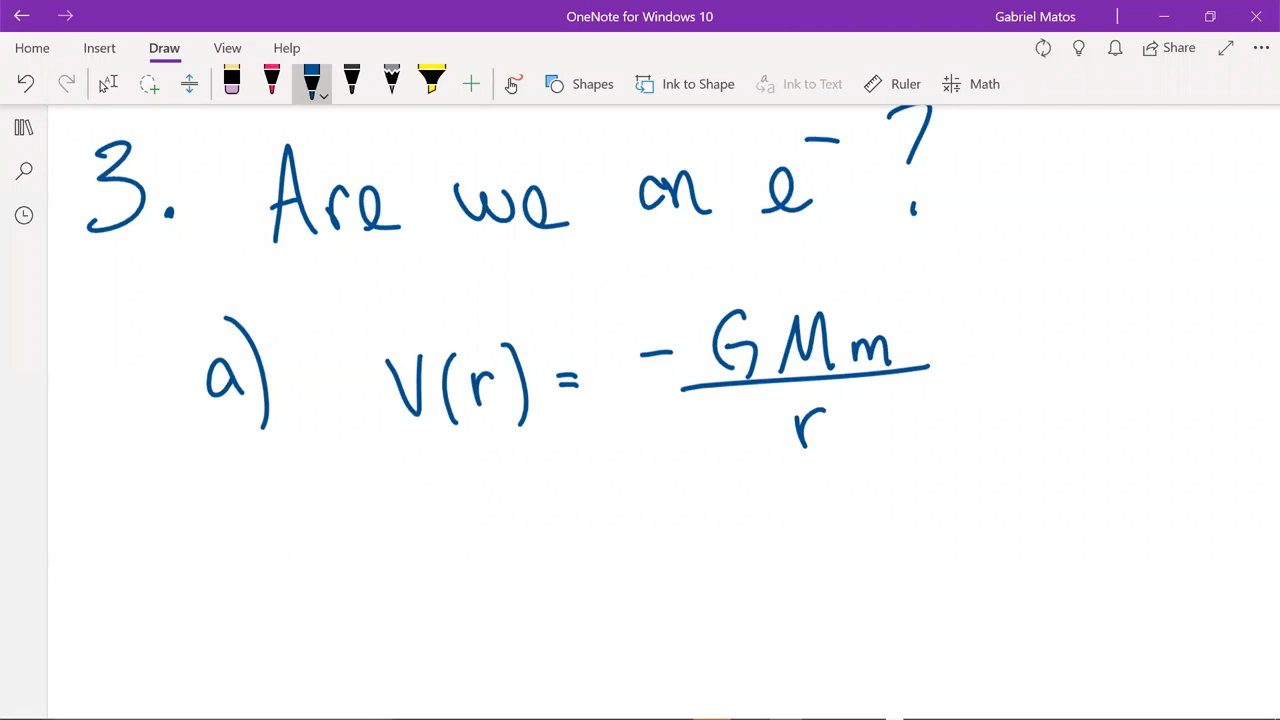 OneNote for Windows 10
Gabriel Matos
Home Insert Draw View Help
Share
Shapes Ink to Shape Ink to Text Ruler Math
3. Are we an e⁻ ?
a) V(r) = - GMm / r